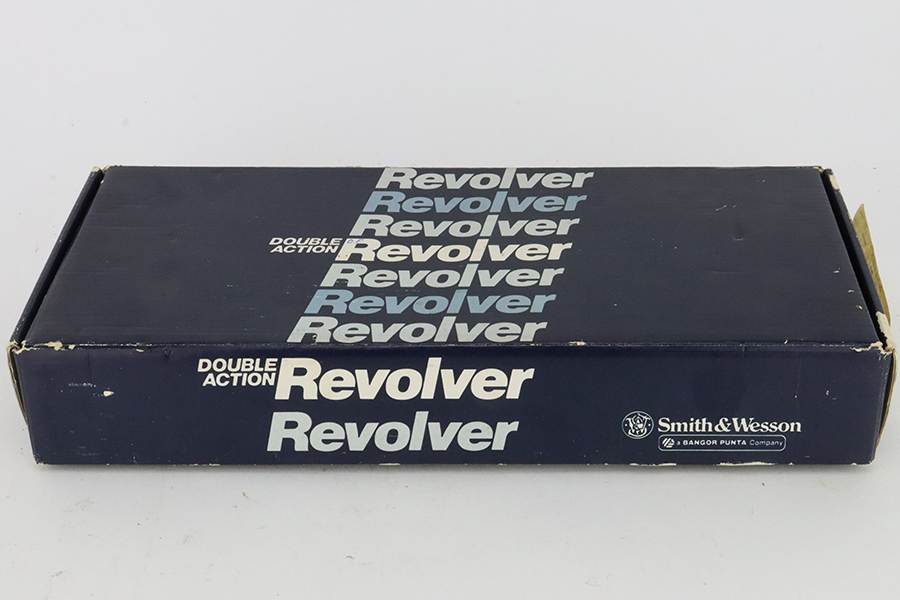 Revolver
Revolver
Revolver
DOUBLE ACTION Revolver
Revolver
Revolver
Revolver
DOUBLE ACTION Revolver
Revolver
Smith & Wesson
a BANGOR PUNTA Company